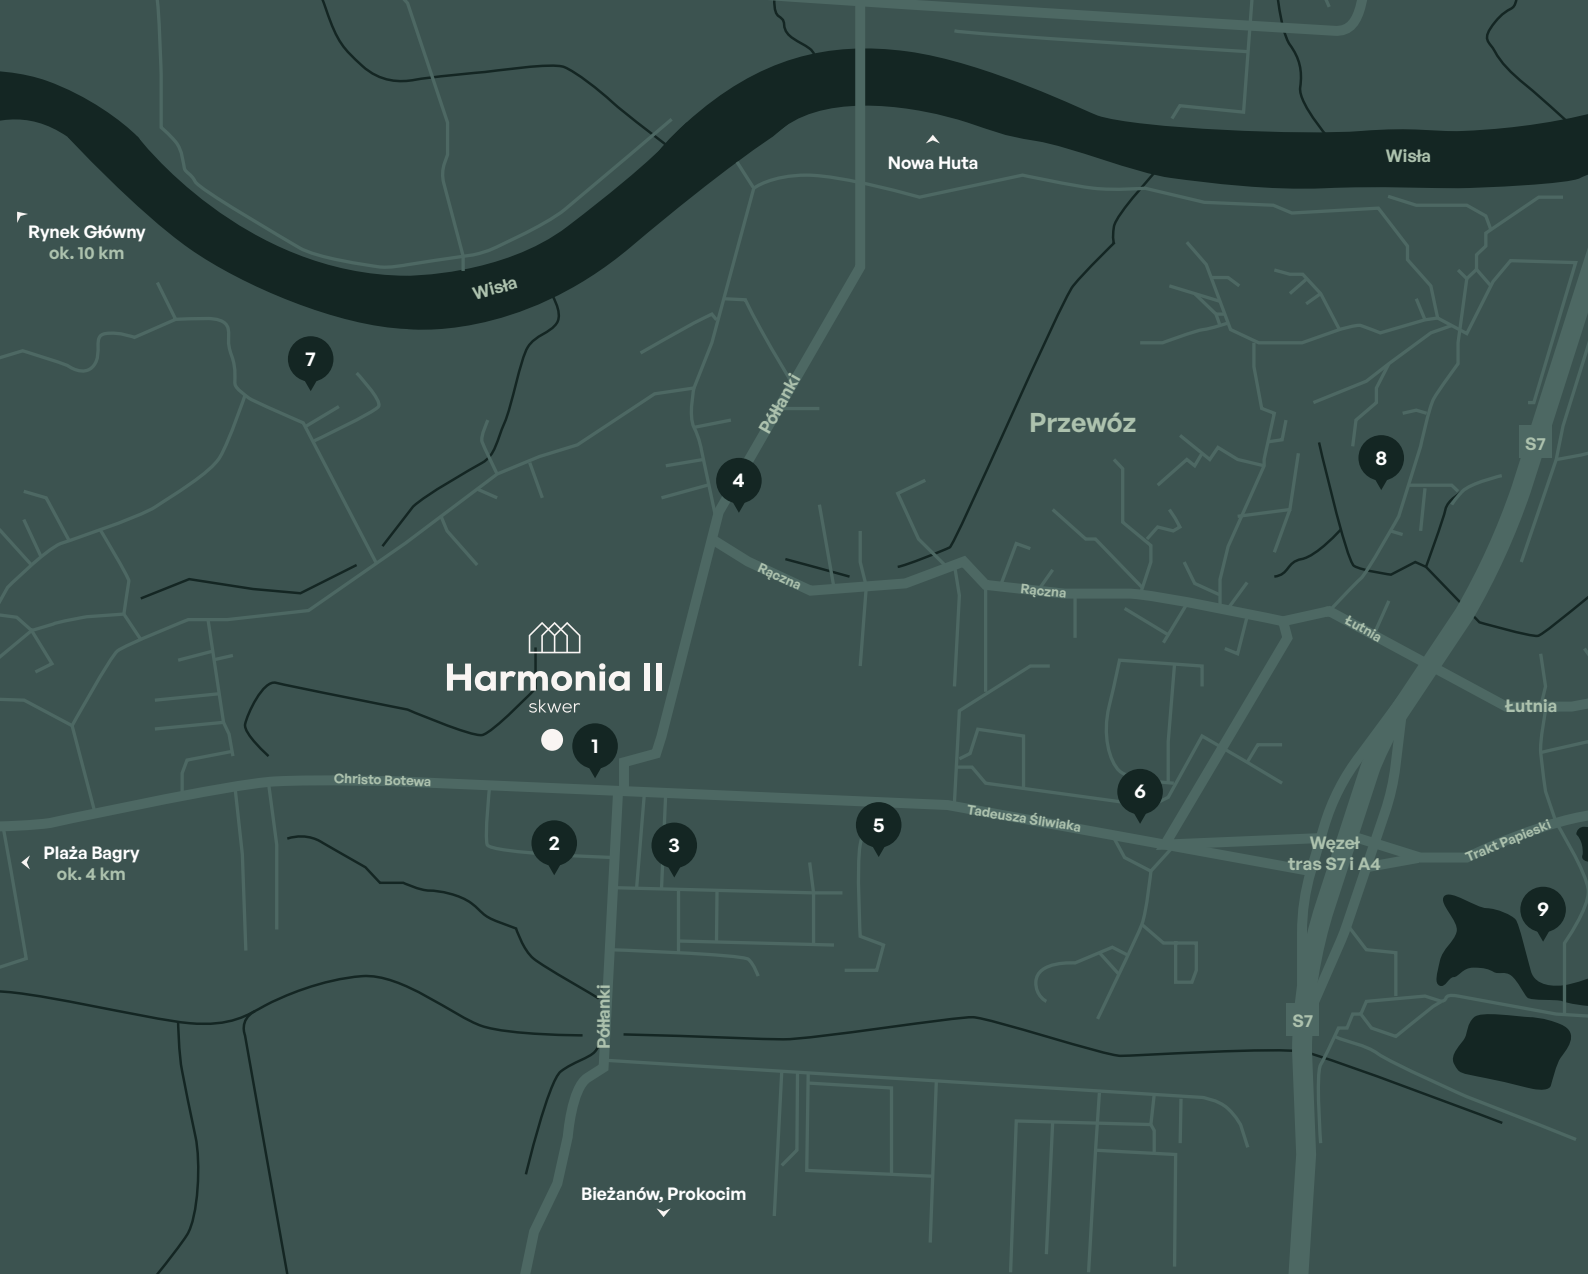 Nowa Huta
Wisła
Rynek Główny
ok. 10 km
Wisła
7
Półłanki
Przewóz
S7
8
4
Rączna
Rączna
Łutnia
Harmonia II
skwer
Łutnia
1
Christo Botewa
6
Tadeusza Śliwiaka
5
2
3
Węzeł
tras S7 i A4
Trakt Papieski
Plaża Bagry
ok. 4 km
9
Półłanki
S7
Bieżanów, Prokocim